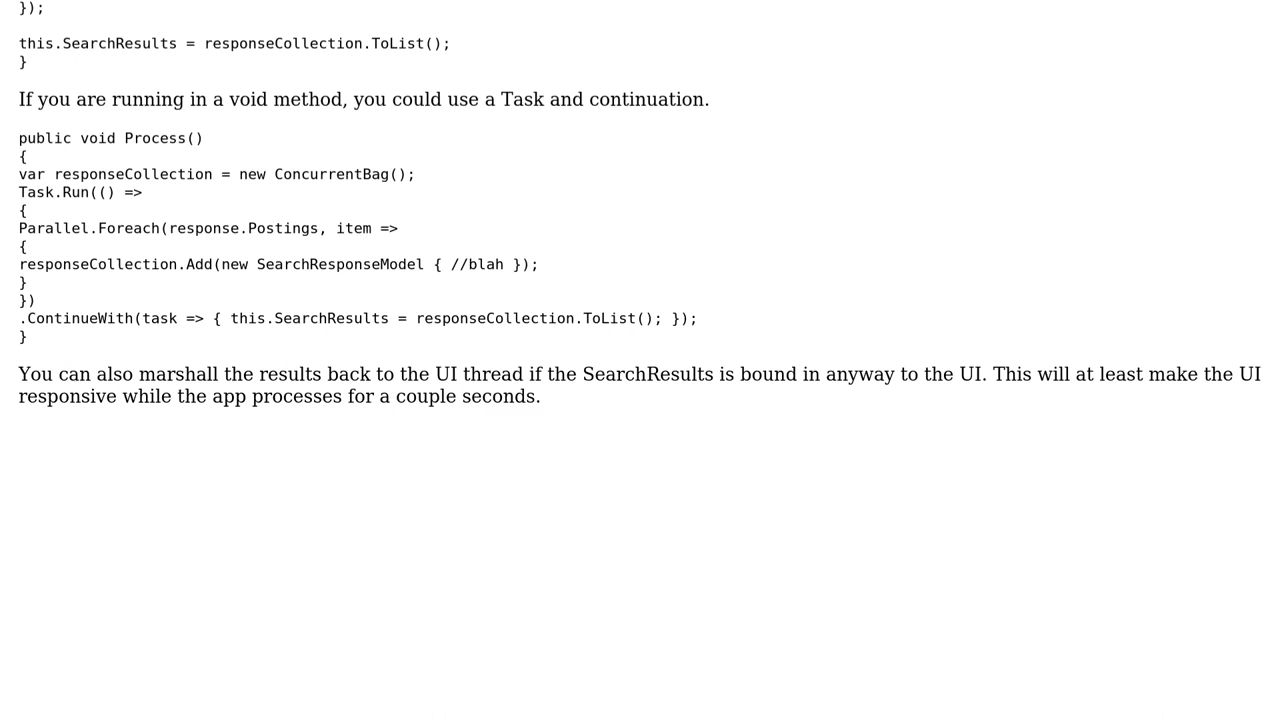 });
this.SearchResults = responseCollection.ToList();
}
If you are running in a void method, you could use a Task and continuation.
public void Process()
{
var responseCollection = new ConcurrentBag();
Task.Run(() =>
{
Parallel.Foreach(response.Postings, item =>
{
responseCollection.Add(new SearchResponseModel { //blah });
}
})
.ContinueWith(task => { this.SearchResults = responseCollection.ToList(); });
}
You can also marshall the results back to the UI thread if the SearchResults is bound in anyway to the UI. This will at least make the UI
responsive while the app processes for a couple seconds.